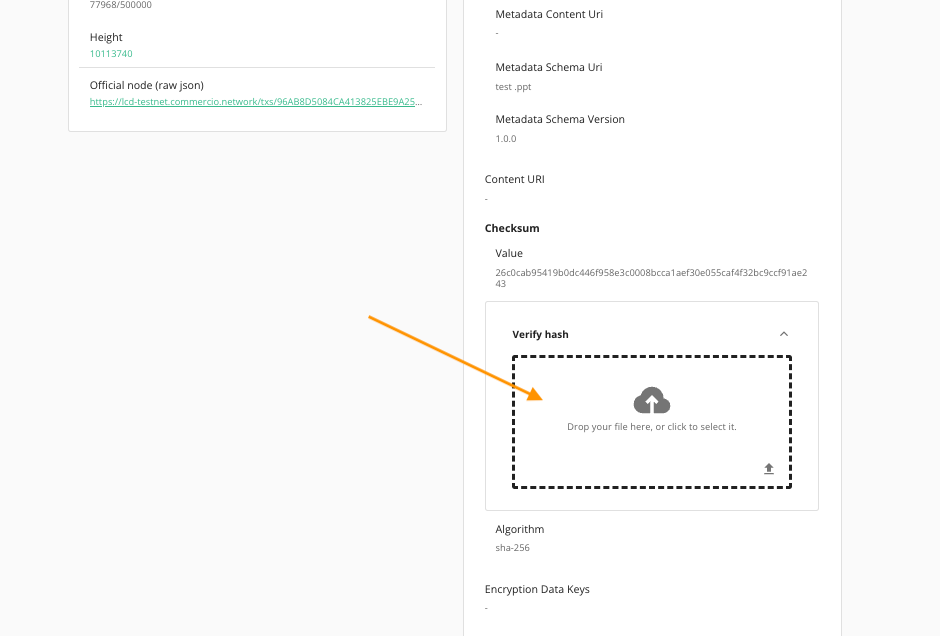 77968/500000
Height
10113740
Official node (raw json)
https://lcd-testnet.commercio.network/txs/96AB8D5084CA413825EBE9A25...
Metadata Content Uri
-
Metadata Schema Uri
test .ppt
Metadata Schema Version
1.0.0
Content URI
-
Checksum
Value
26c0cab95419b0dc446f958e3c0008bcca1aef30e055caf4f32bc9ccf91ae2
43
Verify hash
Drop your file here, or click to select it.
Algorithm
sha-256
Encryption Data Keys
-